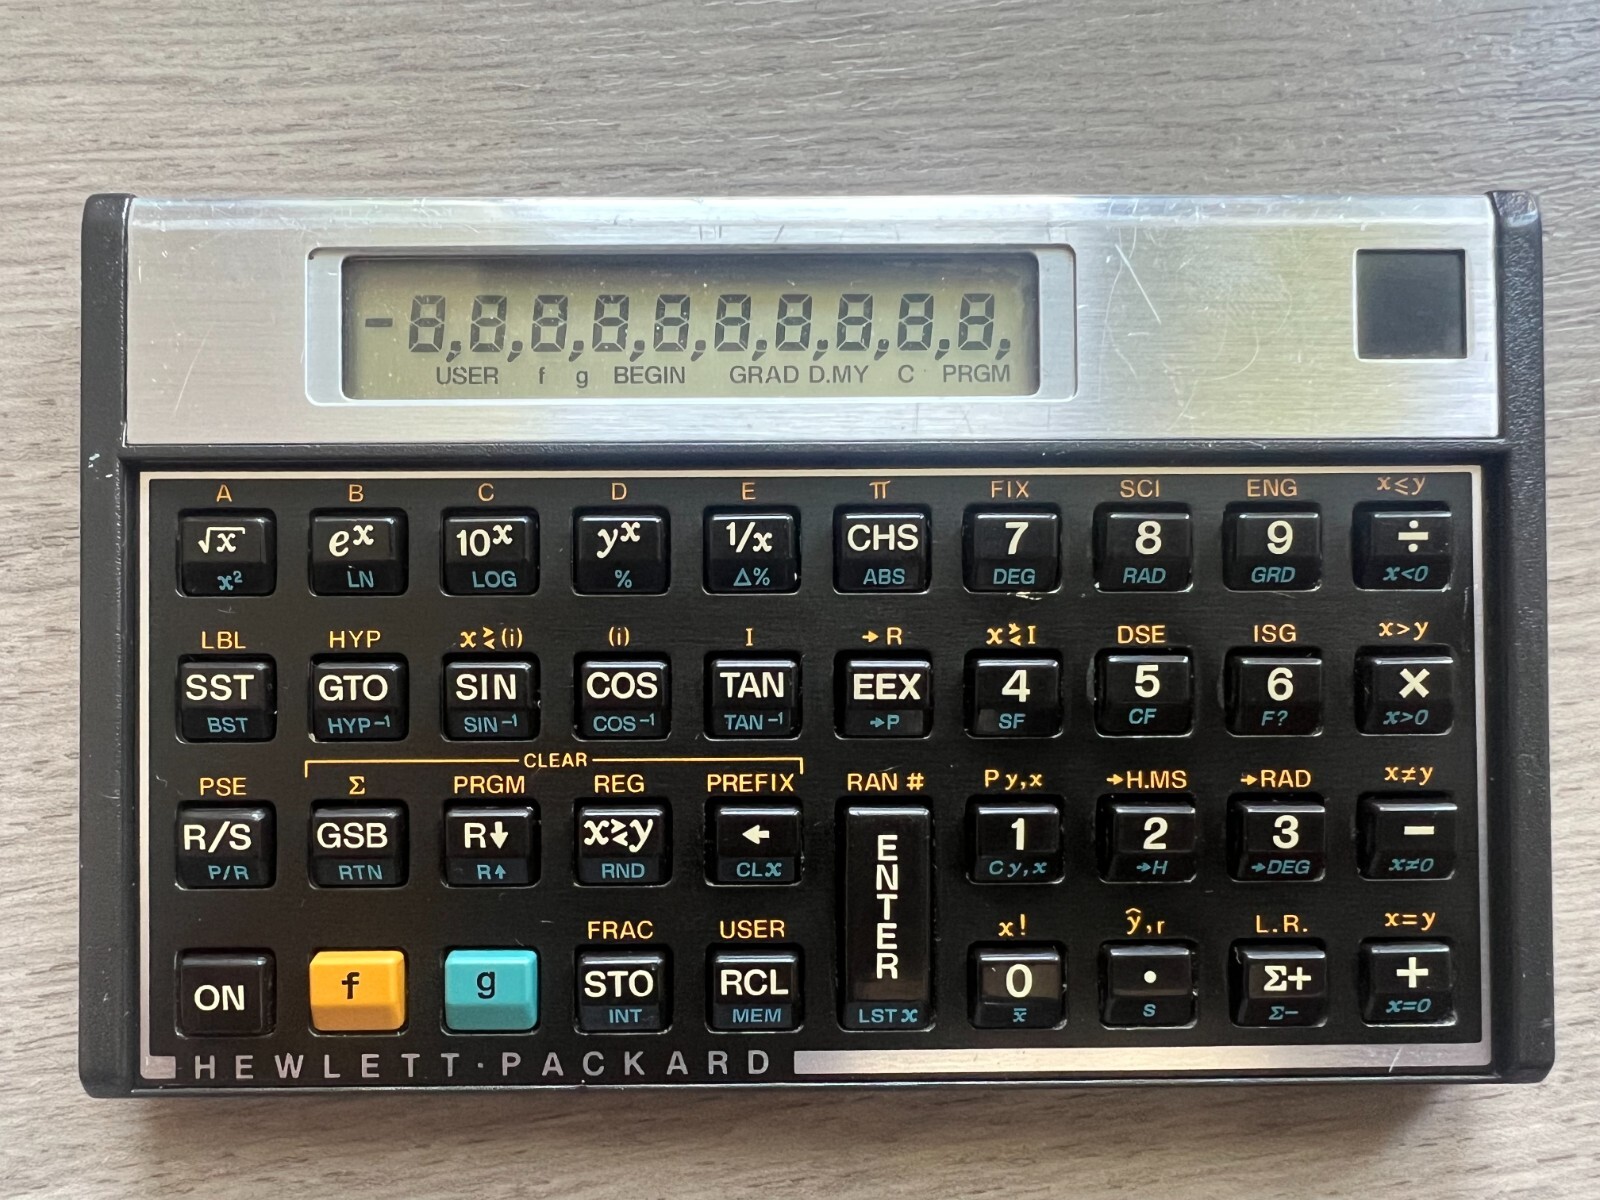 -8,8,8,8,8,8,8,8,8,8,
USER f g BEGIN GRAD D.MY C PRGM
A B C D E π FIX SCI ENG x≤y
√x eˣ 10ˣ yˣ 1/x CHS 7 8 9 ÷
x² LN LOG % Δ% ABS DEG RAD GRD x<0
LBL HYP x≷(i) (i) I →R x≷I DSE ISG x>y
SST GTO SIN COS TAN EEX 4 5 6 ×
BST HYP⁻¹ SIN⁻¹ COS⁻¹ TAN⁻¹ →P SF CF F? x>0
CLEAR
PSE Σ PRGM REG PREFIX RAN # Py,x →H.MS →RAD x≠y
R/S GSB R↓ x≷y ← ENTER 1 2 3 −
P/R RTN R↑ RND CLx Cy,x →H →DEG x≠0
FRAC USER x! ŷ,r L.R. x=y
ON f g STO RCL 0 • Σ+ +
INT MEM LSTx x̄ s Σ− x=0
HEWLETT·PACKARD